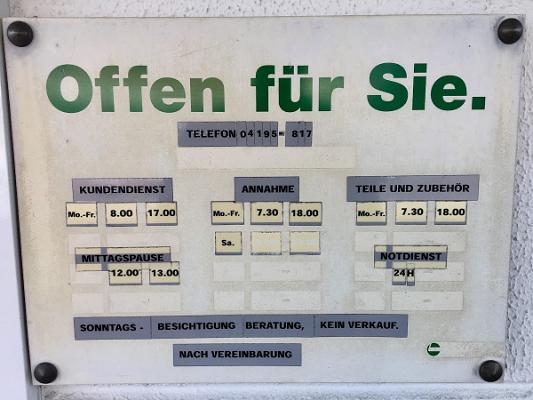 Offen für Sie.
TELEFON 04195-817
KUNDENDIENST
Mo.-Fr. 8.00 17.00
MITTAGSPAUSE
12.00 13.00
ANNAHME
Mo.-Fr. 7.30 18.00
Sa.
TEILE UND ZUBEHÖR
Mo.-Fr. 7.30 18.00
NOTDIENST
24H
SONNTAGS - BESICHTIGUNG BERATUNG, KEIN VERKAUF.
NACH VEREINBARUNG